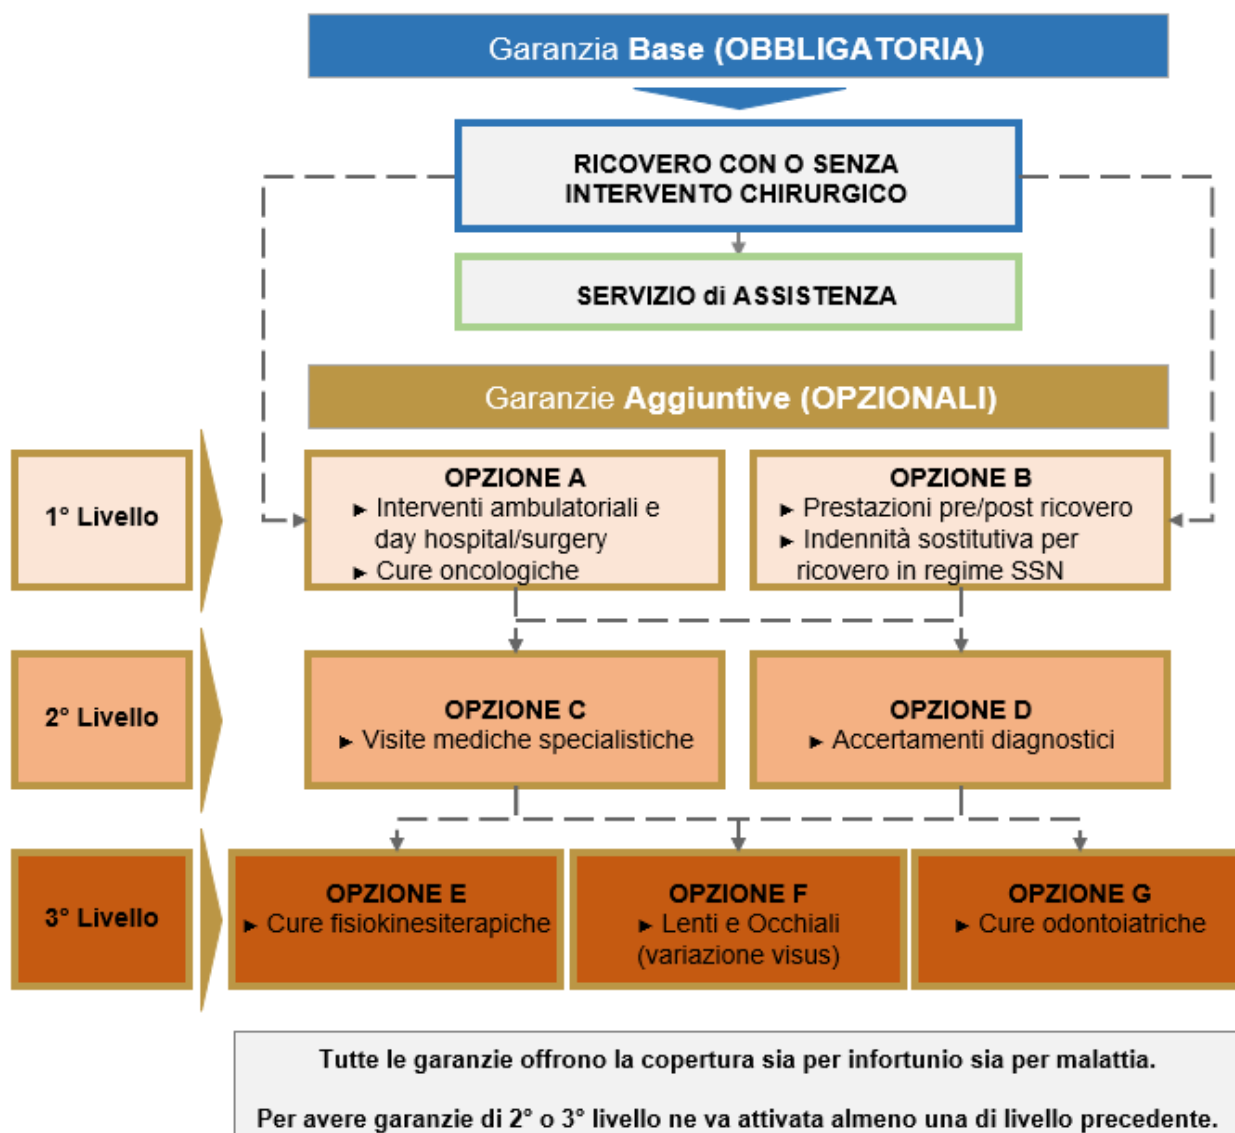 Garanzia Base (OBBLIGATORIA)
RICOVERO CON O SENZA
INTERVENTO CHIRURGICO
SERVIZIO di ASSISTENZA
Garanzie Aggiuntive (OPZIONALI)
1° Livello
OPZIONE A
► Interventi ambulatoriali e
day hospital/surgery
► Cure oncologiche
OPZIONE B
► Prestazioni pre/post ricovero
► Indennità sostitutiva per
ricovero in regime SSN
2° Livello
OPZIONE C
► Visite mediche specialistiche
OPZIONE D
► Accertamenti diagnostici
3° Livello
OPZIONE E
► Cure fisiokinesiterapiche
OPZIONE F
► Lenti e Occhiali
(variazione visus)
OPZIONE G
► Cure odontoiatriche
Tutte le garanzie offrono la copertura sia per infortunio sia per malattia.
Per avere garanzie di 2° o 3° livello ne va attivata almeno una di livello precedente.